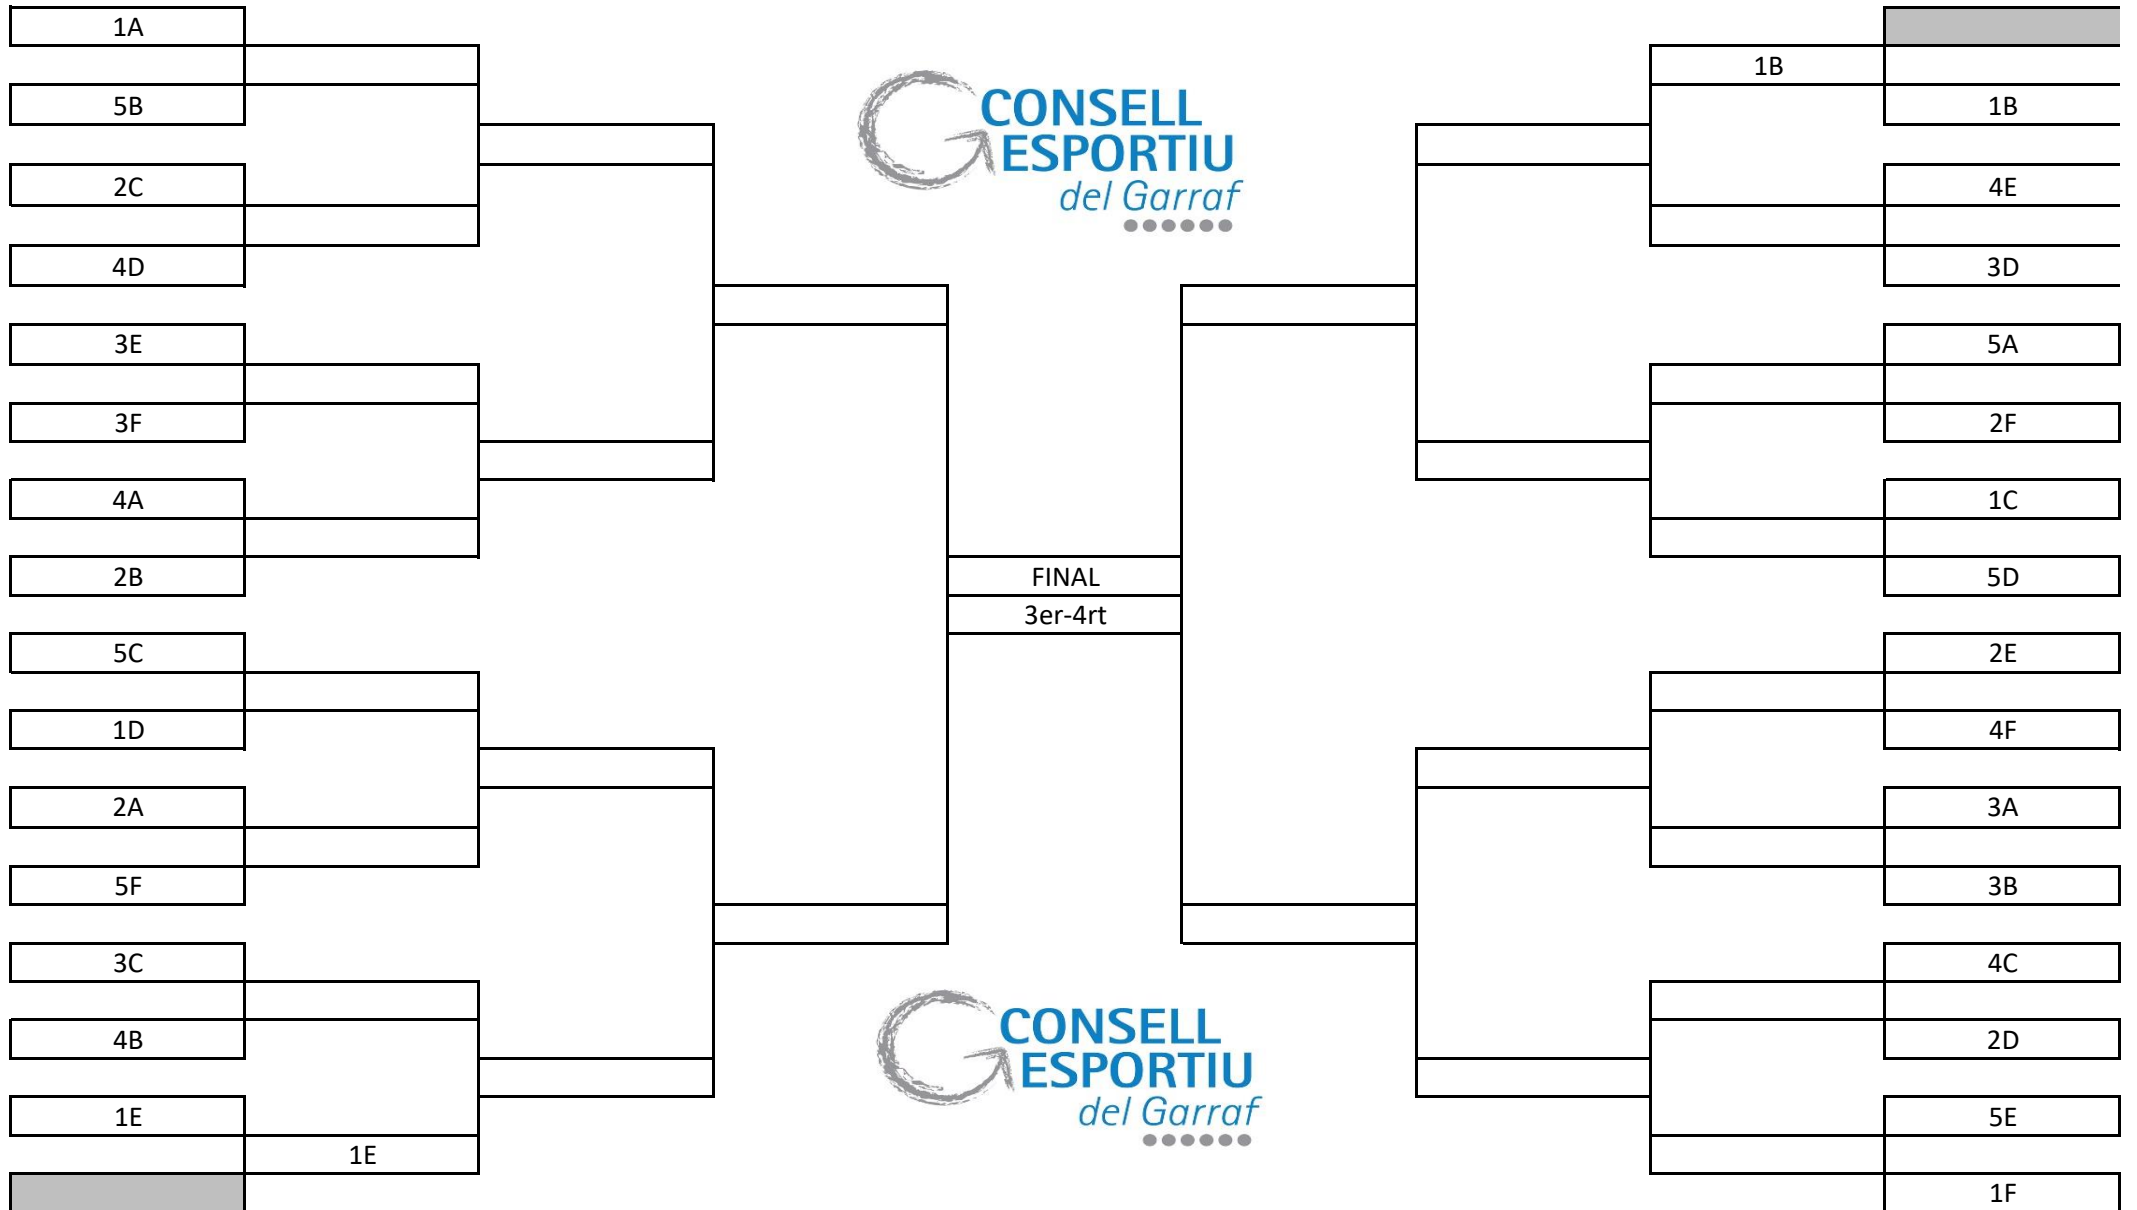 1A
1B
5B
1B
2C
4E
4D
3D
3E
5A
3F
2F
4A
1C
2B
5D
5C
2E
1D
4F
2A
3A
5F
3B
3C
4C
4B
2D
1E
5E
1E
1F
CONSELL
ESPORTIU
del Garraf
FINAL
3er-4rt
CONSELL
ESPORTIU
del Garraf